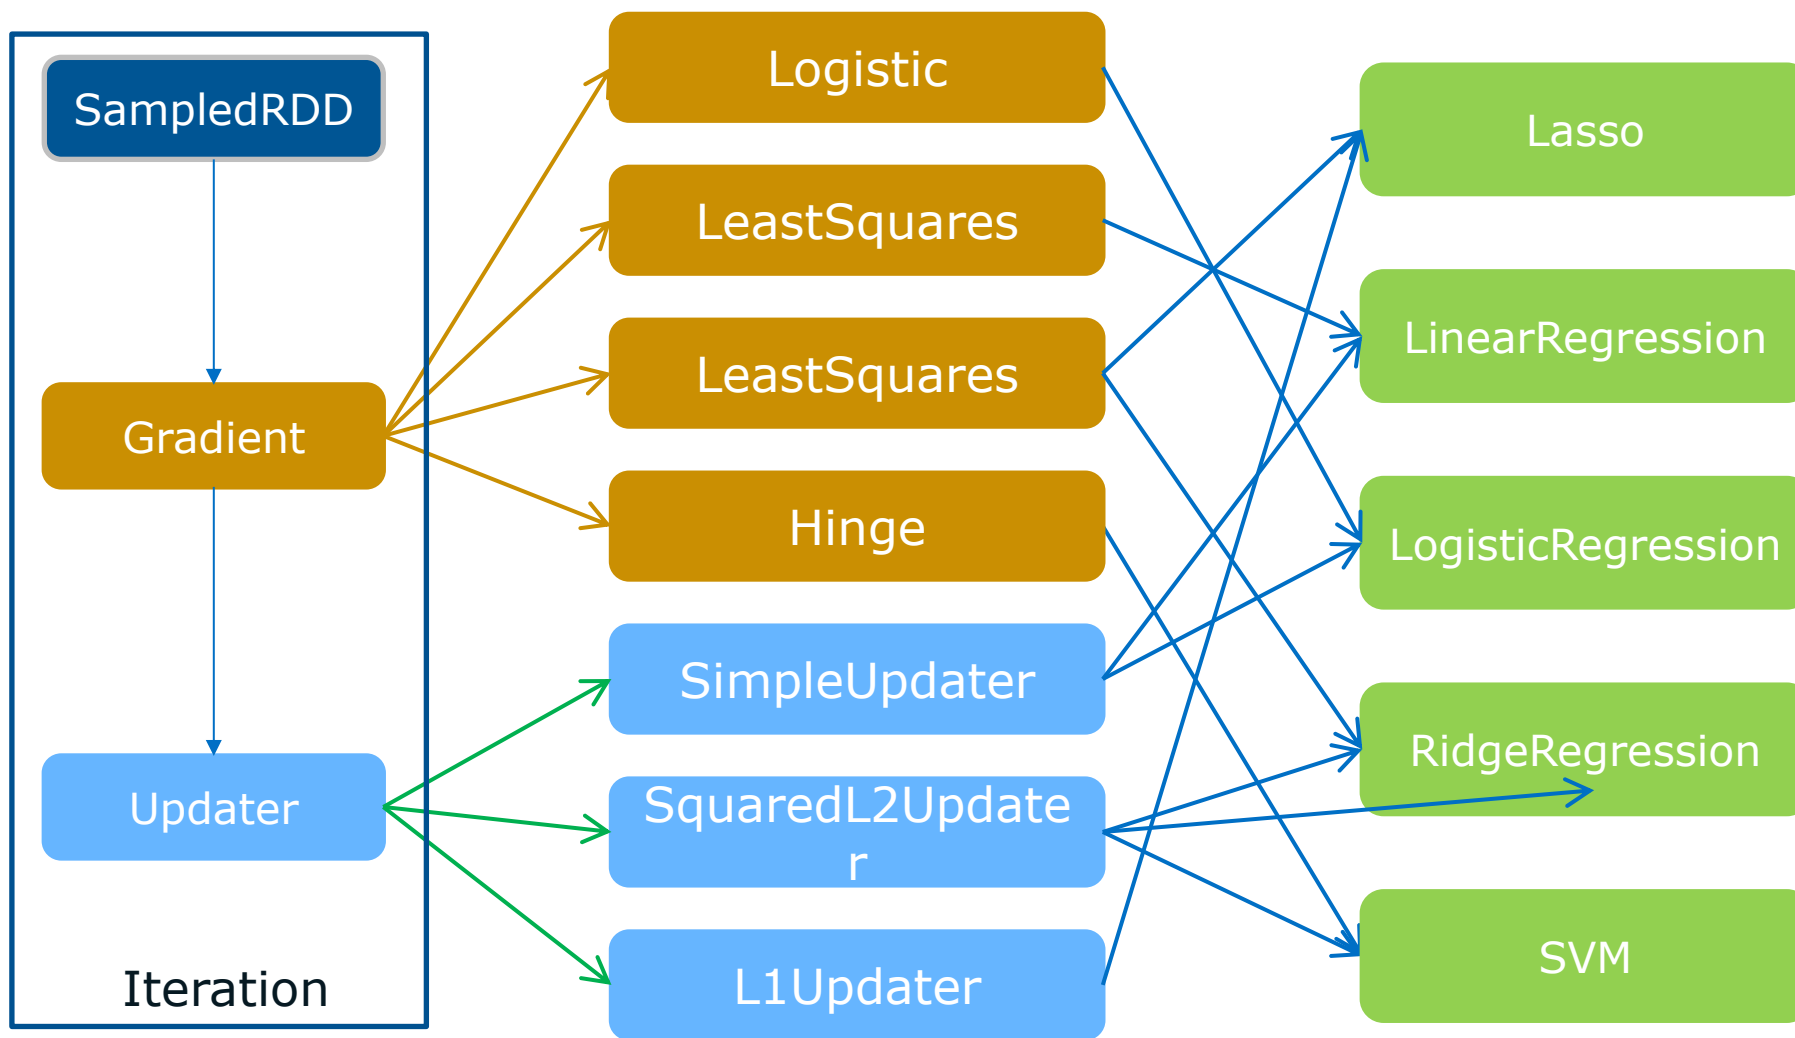 SampledRDD
Gradient
Updater
Iteration
Logistic
LeastSquares
LeastSquares
Hinge
SimpleUpdater
SquaredL2Update
r
L1Updater
Lasso
LinearRegression
LogisticRegression
RidgeRegression
SVM